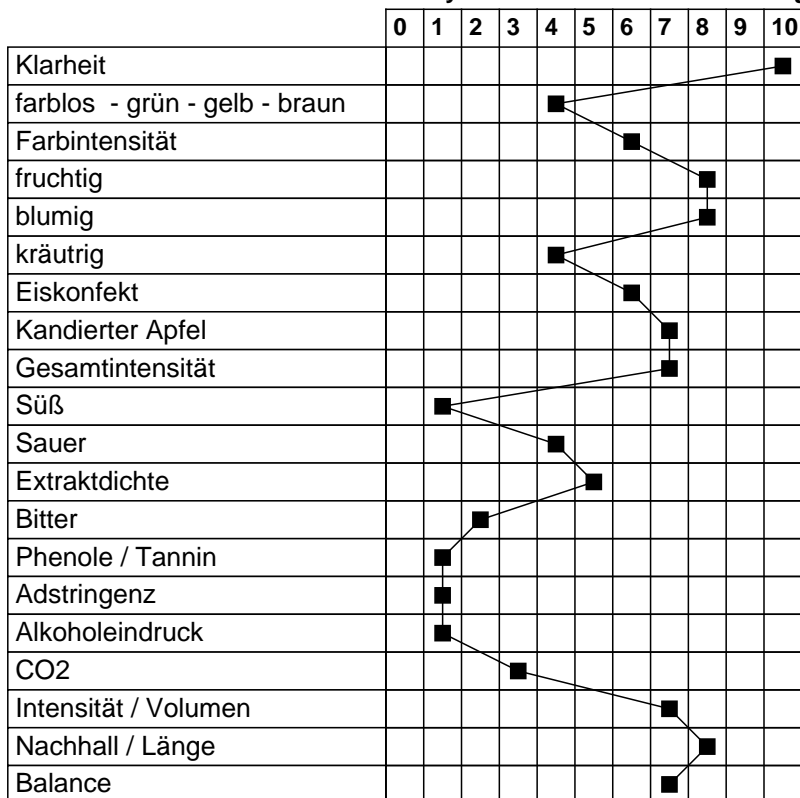 0 1 2 3 4 5 6 7 8 9 10
Klarheit
farblos - grün - gelb - braun
Farbintensität
fruchtig
blumig
kräutrig
Eiskonfekt
Kandierter Apfel
Gesamtintensität
Süß
Sauer
Extraktdichte
Bitter
Phenole / Tannin
Adstringenz
Alkoholeindruck
CO2
Intensität / Volumen
Nachhall / Länge
Balance